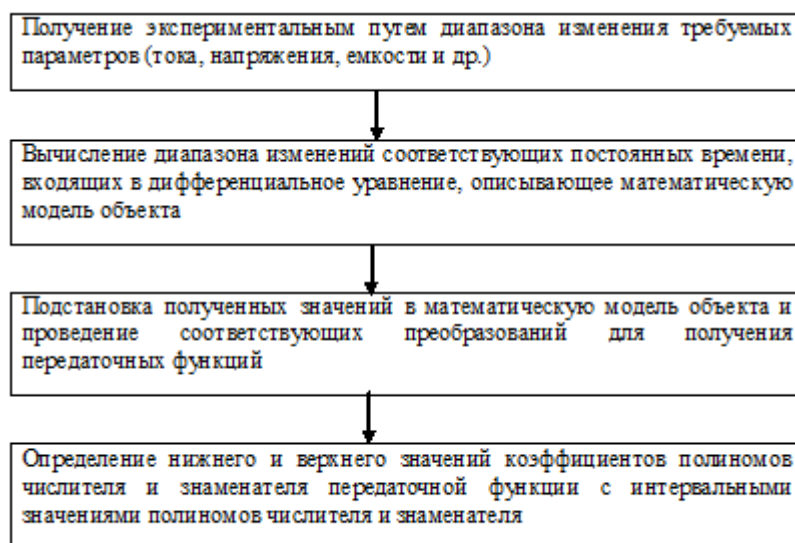 Получение экспериментальным путем диапазона изменения требуемых
параметров (тока, напряжения, емкости и др.)
Вычисление диапазона изменений соответствующих постоянных времени,
входящих в дифференциальное уравнение, описывающее математическую
модель объекта
Подстановка полученных значений в математическую модель объекта и
проведение соответствующих преобразований для получения
передаточных функций
Определение нижнего и верхнего значений коэффициентов полиномов
числителя и знаменателя передаточной функции с интервальными
значениями полиномов числителя и знаменателя